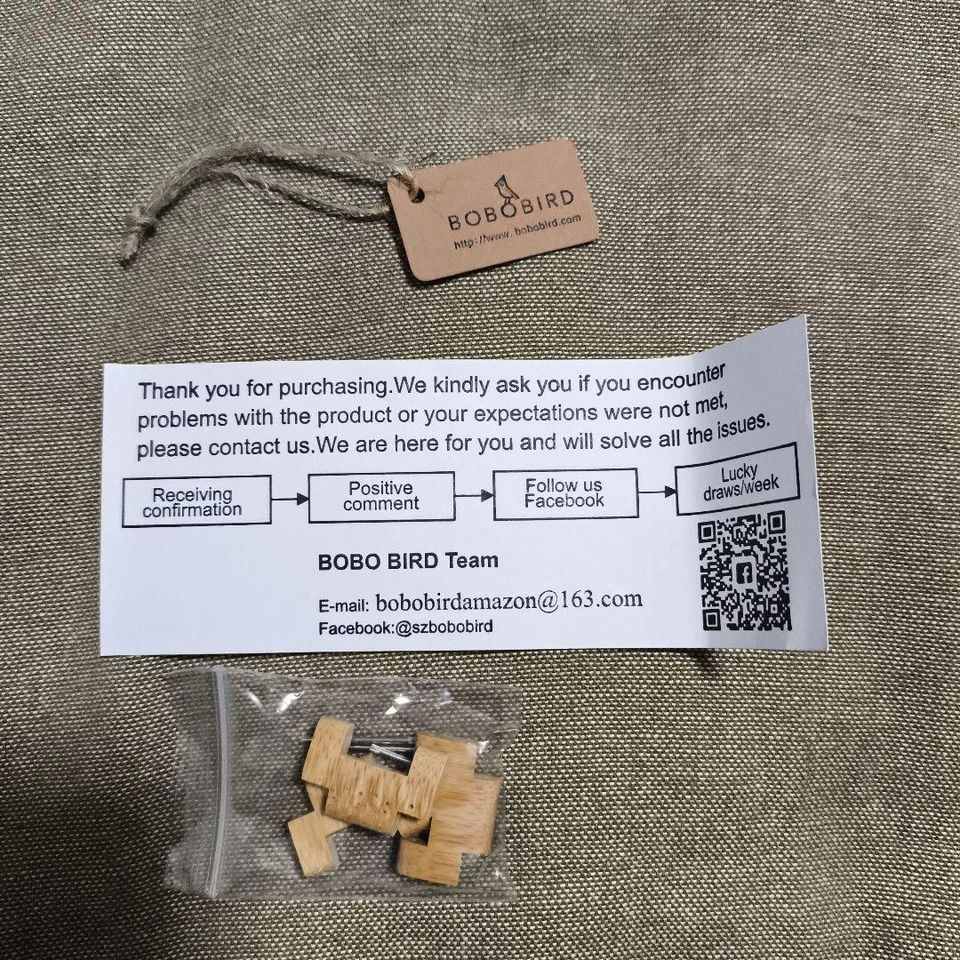 BOBOBIRD
http://www.bobobird.com
Thank you for purchasing.We kindly ask you if you encounter
problems with the product or your expectations were not met,
please contact us.We are here for you and will solve all the issues.
Receiving
confirmation
Positive
comment
Follow us
Facebook
Lucky
draws/week
BOBO BIRD Team
E-mail: bobobirdamazon@163.com
Facebook:@szbobobird